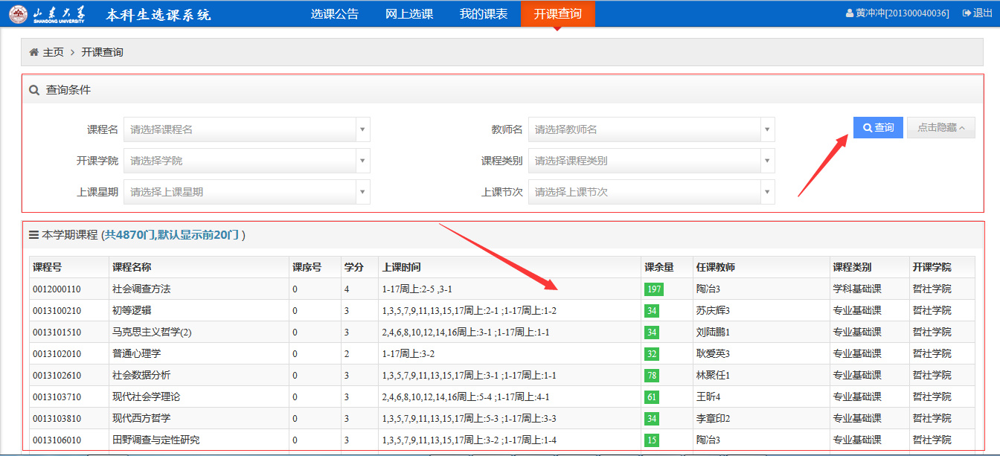 山东大学 SHANDONG UNIVERSITY 本科生选课系统 选课公告 网上选课 我的课表 开课查询 黄冲冲[201300040036] 退出
主页 > 开课查询
查询条件
课程名 请选择课程名 教师名 请选择教师名 查询 点击隐藏
开课学院 请选择学院 课程类别 请选择课程类别
上课星期 请选择上课星期 上课节次 请选择上课节次
本学期课程 (共4870门,默认显示前20门 )
课程号 课程名称 课序号 学分 上课时间 课余量 任课教师 课程类别 开课学院
0012000110 社会调查方法 0 4 1-17周上:2-5 ,3-1 197 陶冶3 学科基础课 哲社学院
0013100210 初等逻辑 0 3 1,3,5,7,9,11,13,15,17周上:2-1 ;1-17周上:1-2 34 苏庆辉3 专业基础课 哲社学院
0013101510 马克思主义哲学(2) 0 3 2,4,6,8,10,12,14,16周上:3-1 ;1-17周上:1-1 34 刘陆鹏1 专业基础课 哲社学院
0013102010 普通心理学 0 2 1-17周上:3-2 32 耿爱英3 专业基础课 哲社学院
0013102610 社会数据分析 0 3 1,3,5,7,9,11,13,15,17周上:3-1 ;1-17周上:1-1 78 林聚任1 专业基础课 哲社学院
0013103710 现代社会学理论 0 3 2,4,6,8,10,12,14,16周上:5-4 ;1-17周上:4-1 61 王昕4 专业基础课 哲社学院
0013103810 现代西方哲学 0 3 1,3,5,7,9,11,13,15,17周上:5-3 ;1-17周上:3-3 34 李章印2 专业基础课 哲社学院
0013106010 田野调查与定性研究 0 3 1,3,5,7,9,11,13,15,17周上:3-2 ;1-17周上:1-4 15 陶冶3 专业基础课 哲社学院